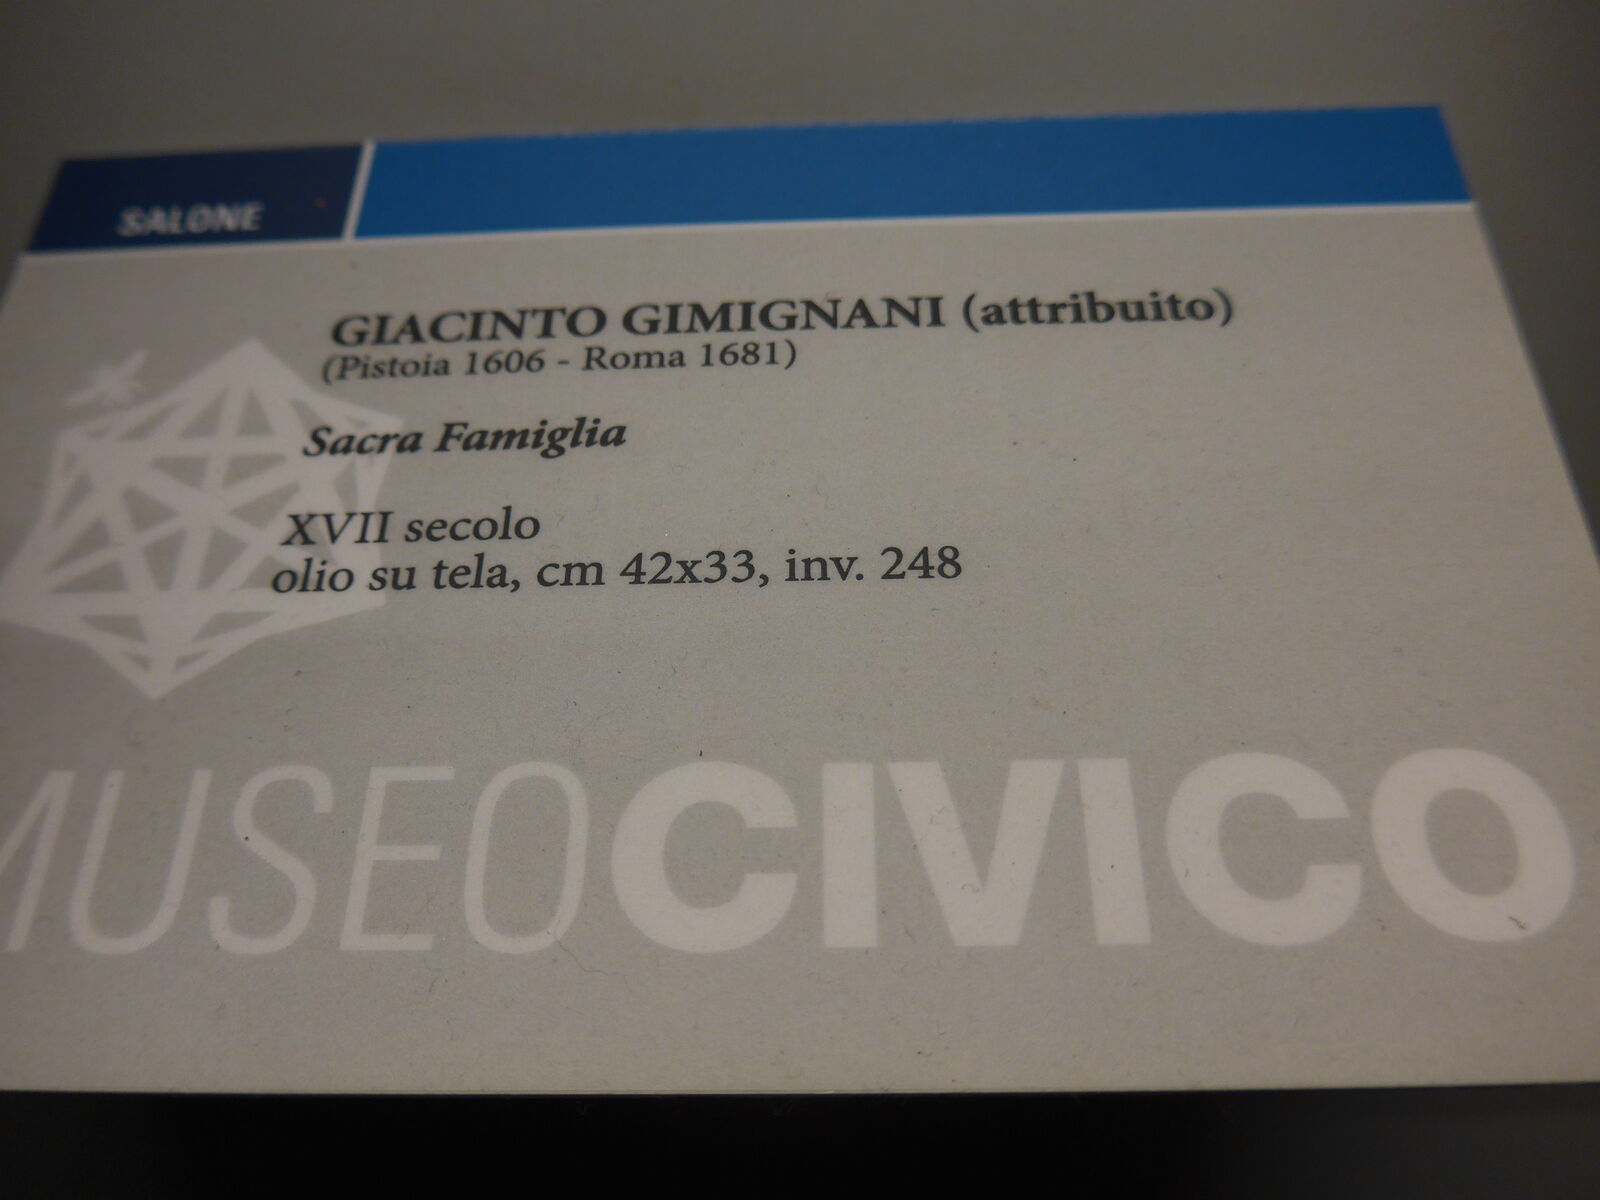 SALONE
GIACINTO GIMIGNANI (attribuito)
(Pistoia 1606 - Roma 1681)
Sacra Famiglia
XVII secolo
olio su tela, cm 42x33, inv. 248
MUSEOCIVICO